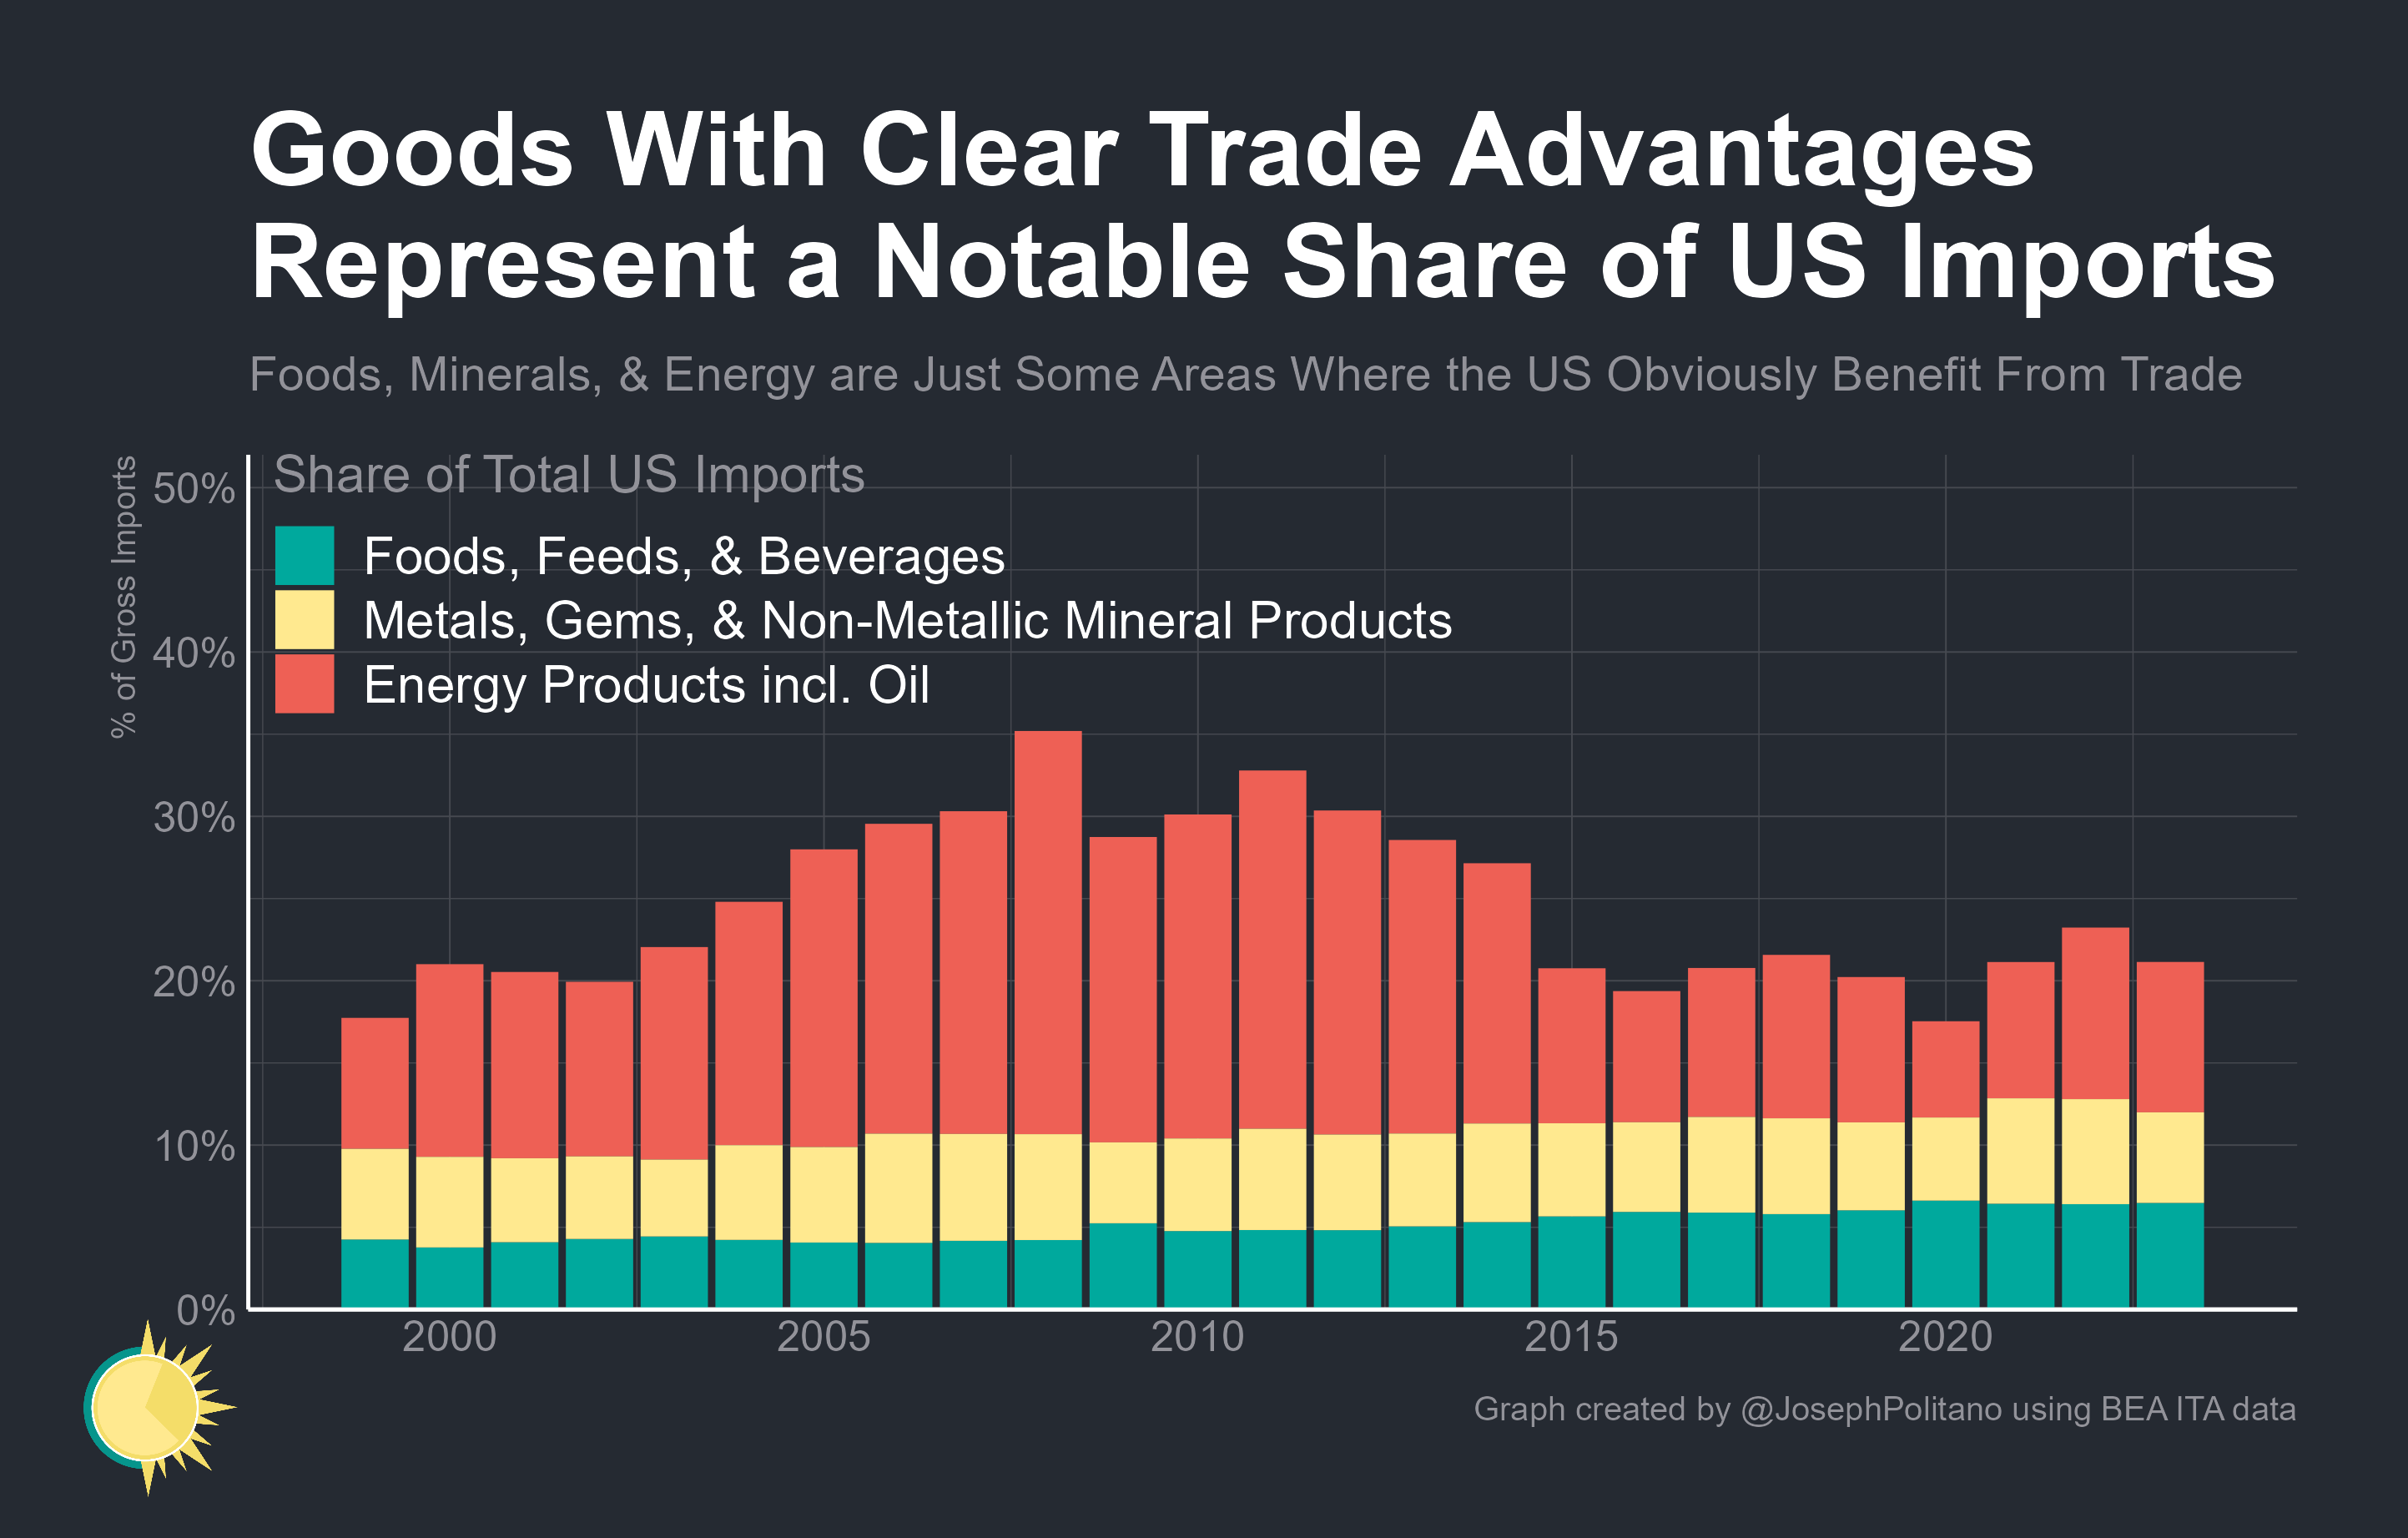 Goods With Clear Trade Advantages
Represent a Notable Share of US Imports
Foods, Minerals, & Energy are Just Some Areas Where the US Obviously Benefit From Trade
% of Gross Imports
Share of Total US Imports
Foods, Feeds, & Beverages
Metals, Gems, & Non-Metallic Mineral Products
Energy Products incl. Oil
50%
40%
30%
20%
10%
0%
2000 2005 2010 2015 2020
Graph created by @JosephPolitano using BEA ITA data